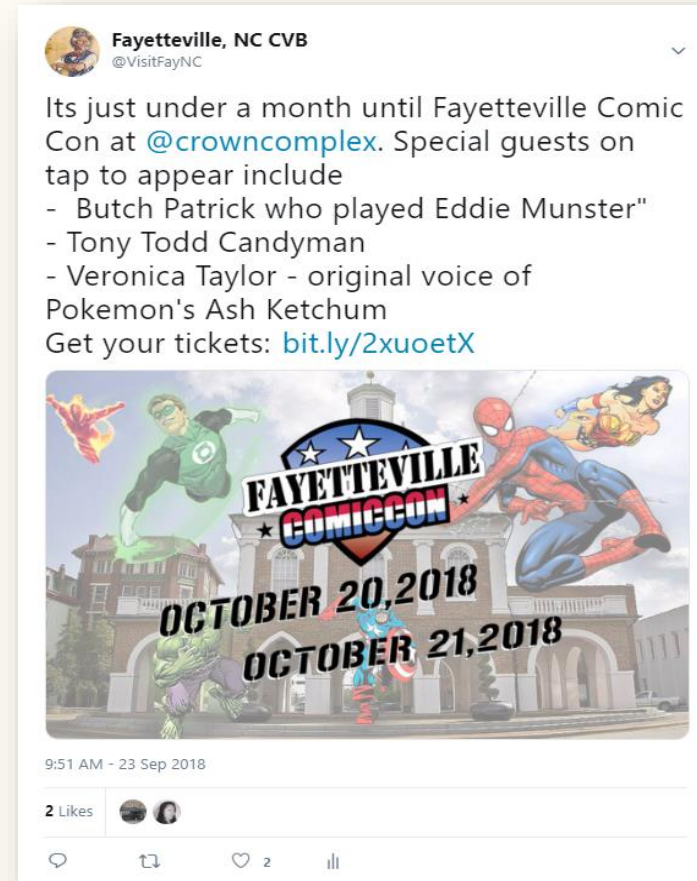 Fayetteville, NC CVB
@VisitFayNC
Its just under a month until Fayetteville Comic
Con at @crowncomplex. Special guests on
tap to appear include
-  Butch Patrick who played Eddie Munster"
- Tony Todd Candyman
- Veronica Taylor - original voice of
Pokemon's Ash Ketchum
Get your tickets: bit.ly/2xuoetX
FAYETTEVILLE
COMICCON
OCTOBER 20,2018
OCTOBER 21,2018
9:51 AM - 23 Sep 2018
2 Likes
2